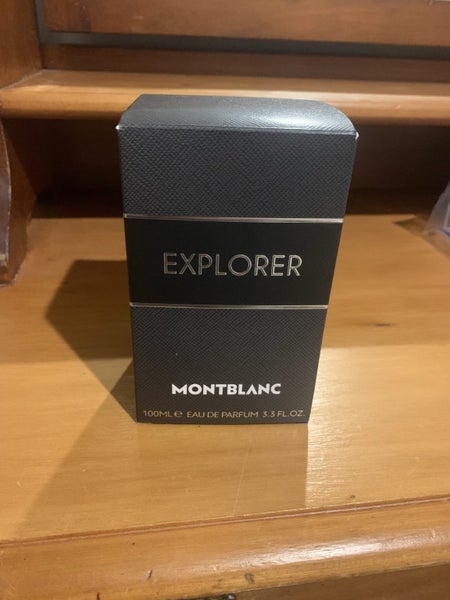 EXPLORER
MONTBLANC
100ML ℮ EAU DE PARFUM 3.3 FL.OZ.